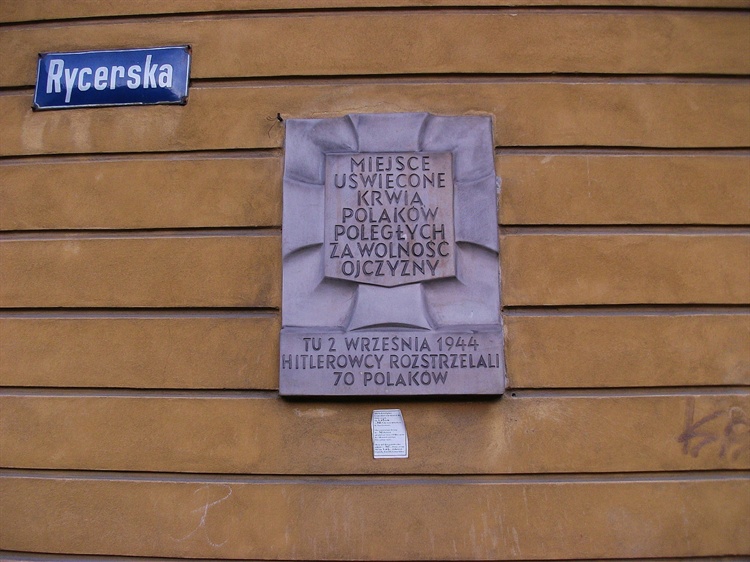 Rycerska
MIEJSCE
UŚWIĘCONE
KRWIĄ
POLAKÓW
POLEGŁYCH
ZA WOLNOŚĆ
OJCZYZNY
TU 2 WRZEŚNIA 1944
HITLEROWCY ROZSTRZELALI
70 POLAKÓW